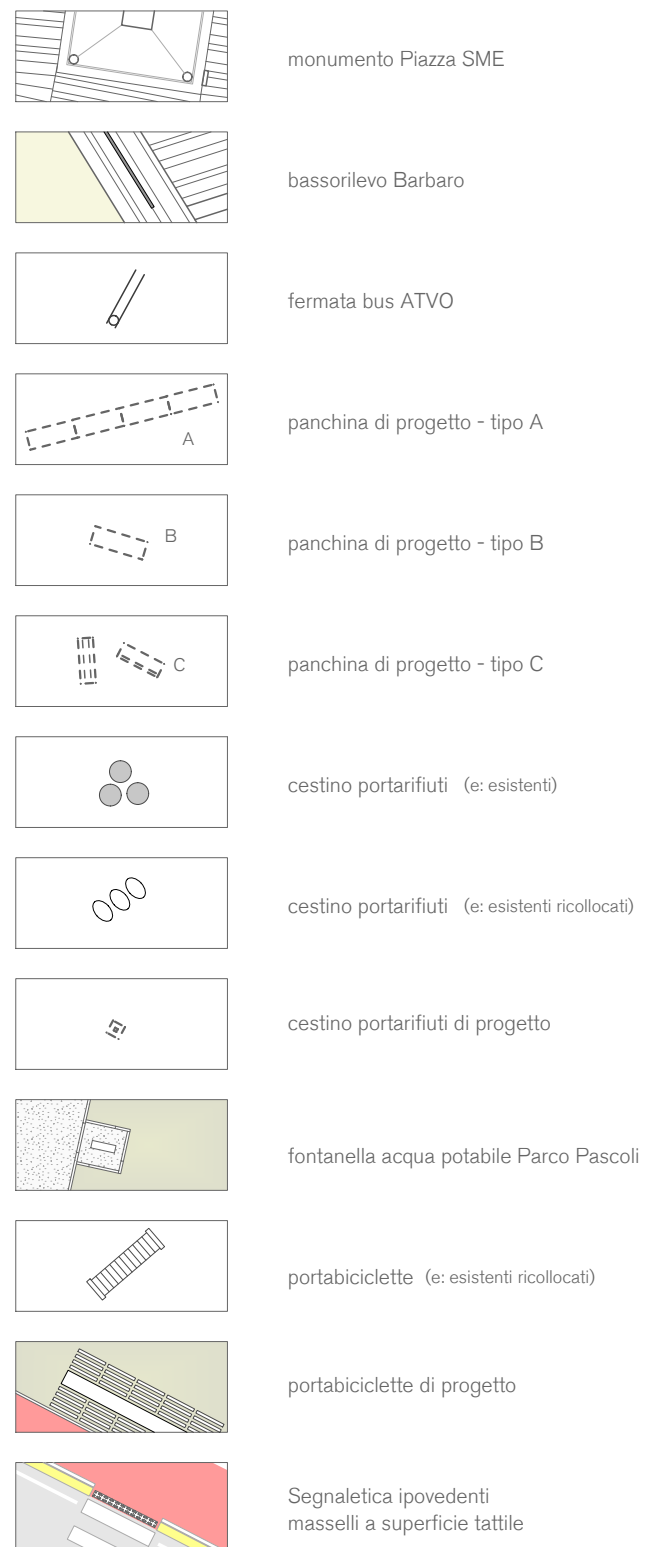 monumento Piazza SME
bassorilevo Barbaro
fermata bus ATVO
A
panchina di progetto - tipo A
B
panchina di progetto - tipo B
C
panchina di progetto - tipo C
cestino portarifiuti (e: esistenti)
cestino portarifiuti (e: esistenti ricollocati)
cestino portarifiuti di progetto
fontanella acqua potabile Parco Pascoli
portabiciclette (e: esistenti ricollocati)
portabiciclette di progetto
Segnaletica ipovedenti
masselli a superficie tattile